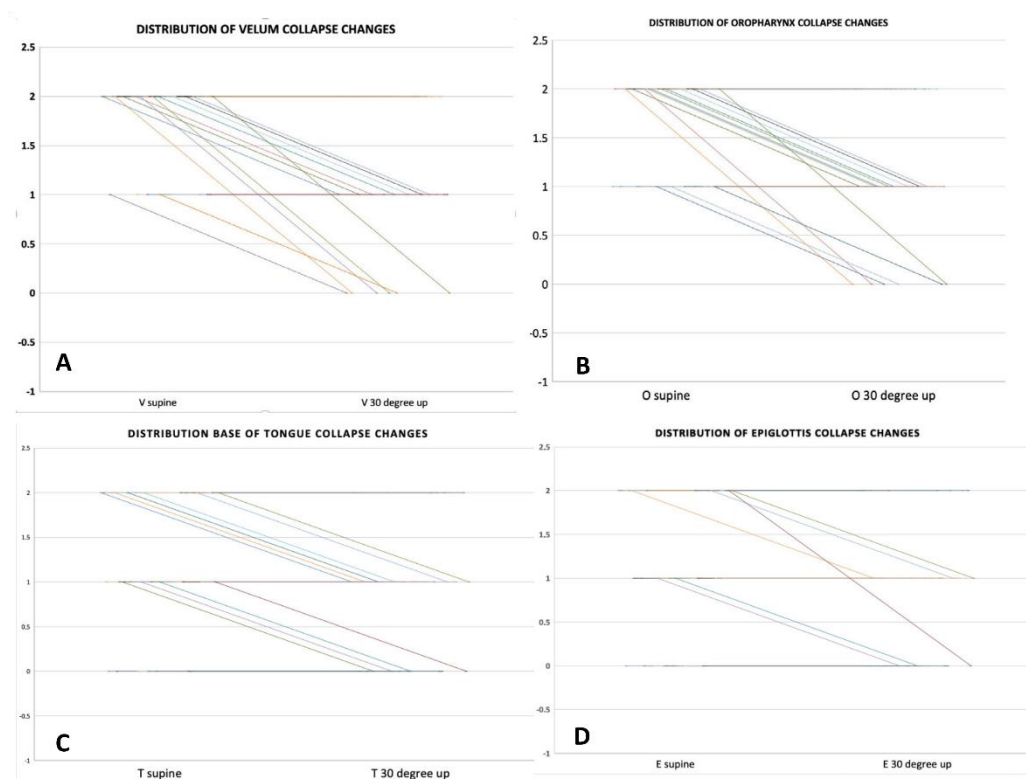 DISTRIBUTION OF VELUM COLLAPSE CHANGES
2.5
2
1.5
1
0.5
0
-0.5
-1
A
V supine V 30 degree up
DISTRIBUTION OF OROPHARYNX COLLAPSE CHANGES
2.5
2
1.5
1
0.5
0
-0.5
-1
B
O supine O 30 degree up
DISTRIBUTION BASE OF TONGUE COLLAPSE CHANGES
2.5
2
1.5
1
0.5
0
-0.5
-1
C
T supine T 30 degree up
DISTRIBUTION OF EPIGLOTTIS COLLAPSE CHANGES
2.5
2
1.5
1
0.5
0
-0.5
-1
D
E supine E 30 degree up